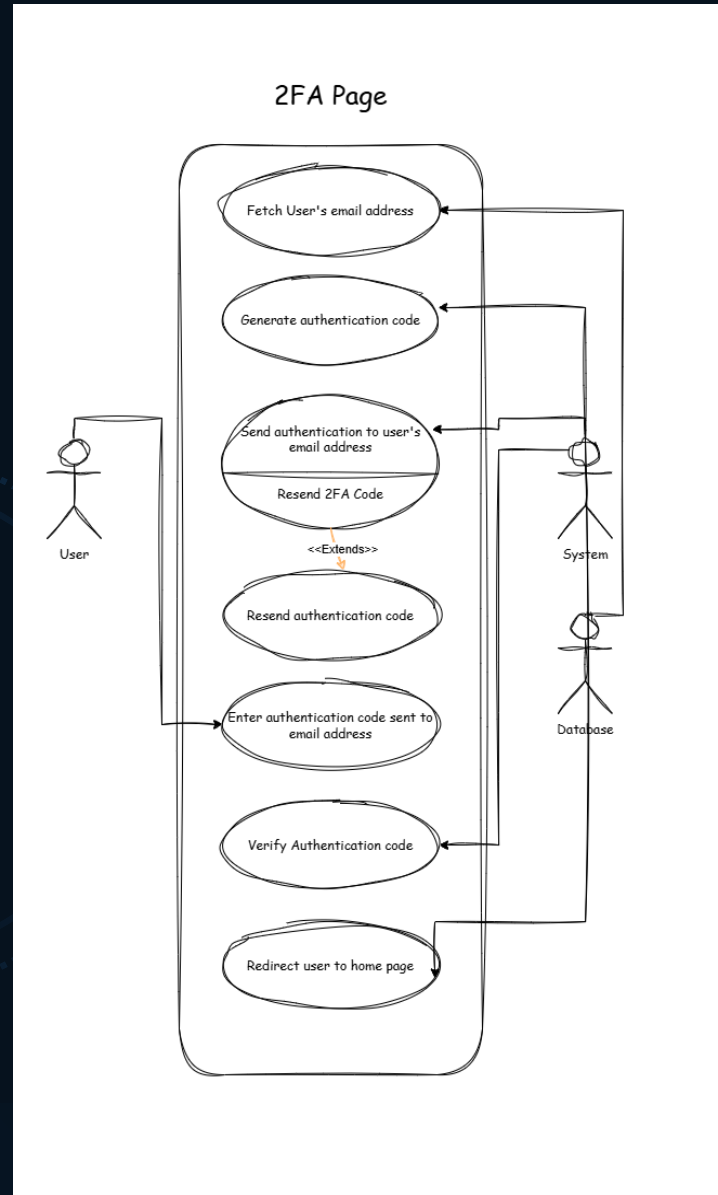 2FA Page
Fetch User's email address
Generate authentication code
Send authentication to user's
email address
Resend 2FA Code
<<Extends>>
User
System
Resend authentication code
Enter authentication code sent to
email address
Database
Verify Authentication code
Redirect user to home page